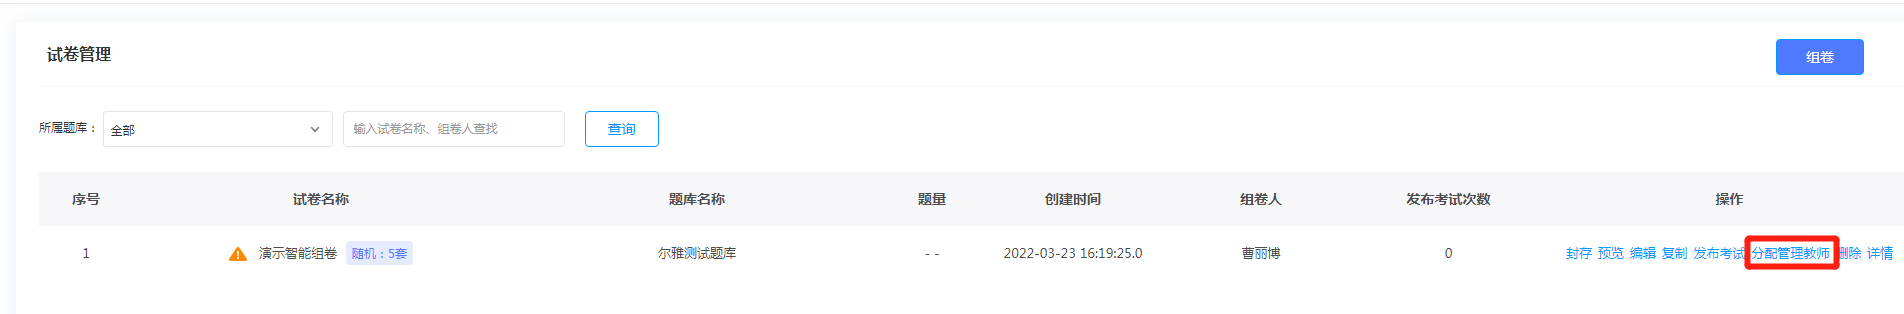 试卷管理
组卷
所属题库： 全部 输入试卷名称、组卷人查找 查询
序号 试卷名称 题库名称 题量 创建时间 组卷人 发布考试次数 操作
1 演示智能组卷 随机：5套 尔雅测试题库 - - 2022-03-23 16:19:25.0 曹丽博 0 封存 预览 编辑 复制 发布考试 分配管理教师 删除 详情